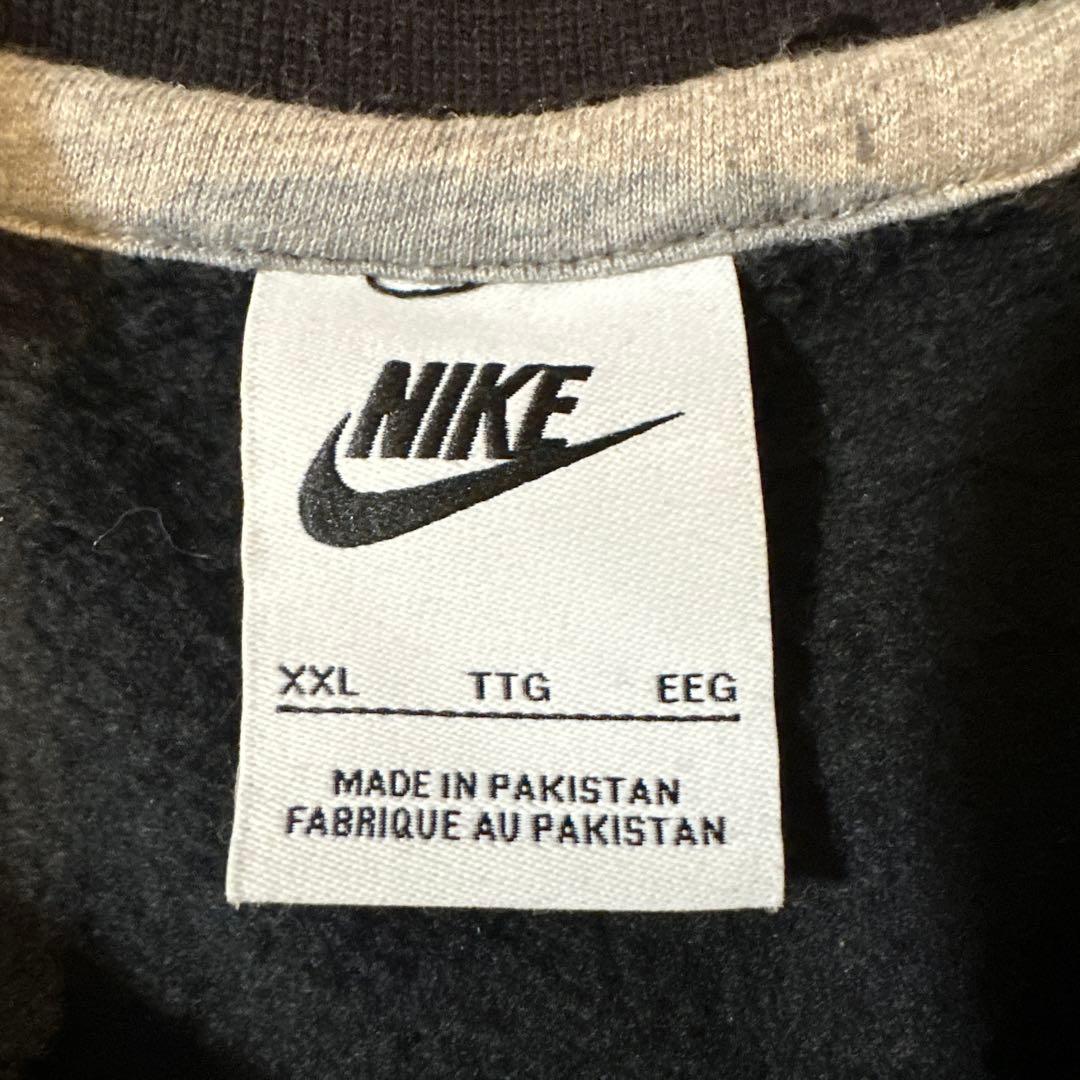 NIKE
XXL TTG EEG
MADE IN PAKISTAN
FABRIQUE AU PAKISTAN